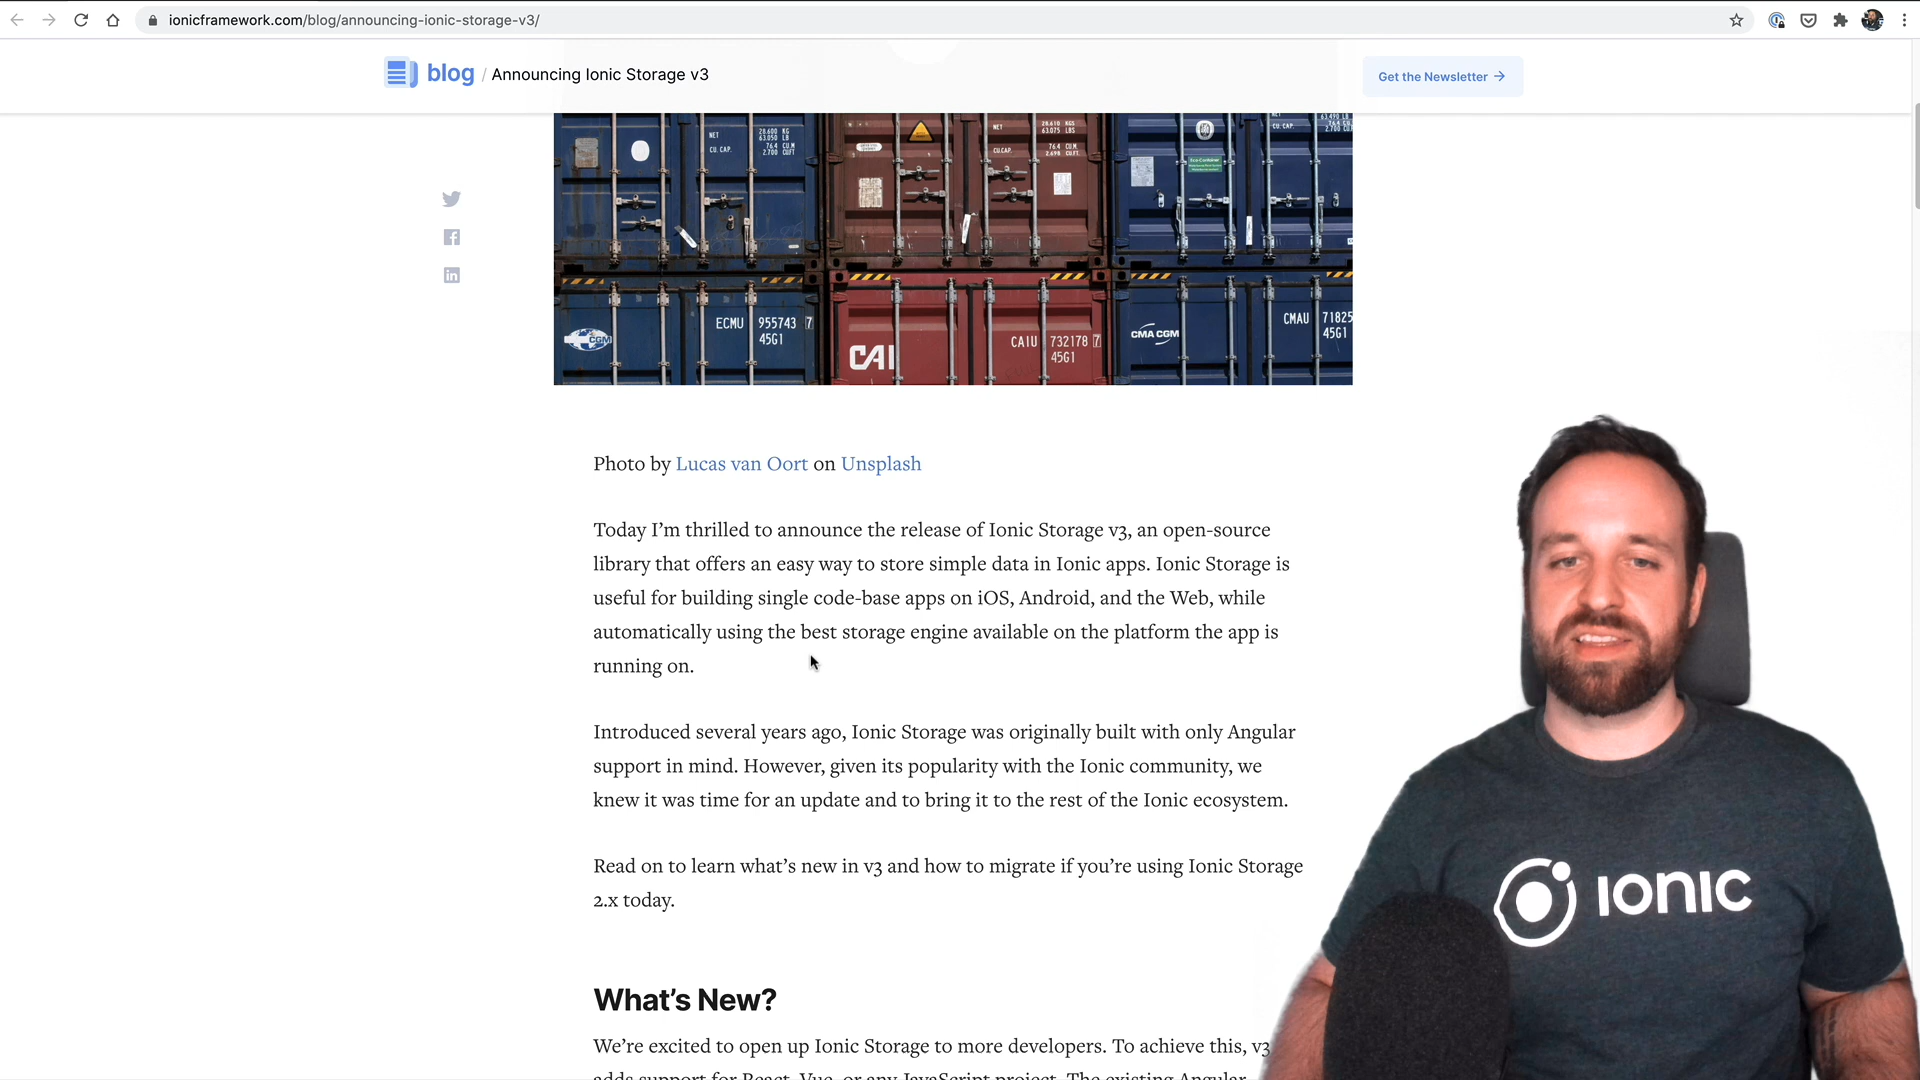 ionicframework.com/blog/announcing-ionic-storage-v3/
blog / Announcing Ionic Storage v3
Get the Newsletter →
NET 28.600 KG
63.050 LB
CU. CAP. 76.4 CU.M
2.700 CUFT
NET 28.610 KGS
63.075 LBS
CU.CAP. 76.4 CU.M
2.698 CU.FT.
63.490 LBS
CU. CAP. 76.4
2.700
Eco-Container
ECMU 955743 7
45G1
CGM
CAI
CAIU 732178 7
45G1
CMA CGM
CMAU 71825
45G1
Photo by Lucas van Oort on Unsplash
Today I’m thrilled to announce the release of Ionic Storage v3, an open-source
library that offers an easy way to store simple data in Ionic apps. Ionic Storage is
useful for building single code-base apps on iOS, Android, and the Web, while
automatically using the best storage engine available on the platform the app is
running on.
Introduced several years ago, Ionic Storage was originally built with only Angular
support in mind. However, given its popularity with the Ionic community, we
knew it was time for an update and to bring it to the rest of the Ionic ecosystem.
Read on to learn what’s new in v3 and how to migrate if you’re using Ionic Storage
2.x today.
What’s New?
We’re excited to open up Ionic Storage to more developers. To achieve this, v3
adds support for React, Vue, or any JavaScript project. The existing Angular
IONIC